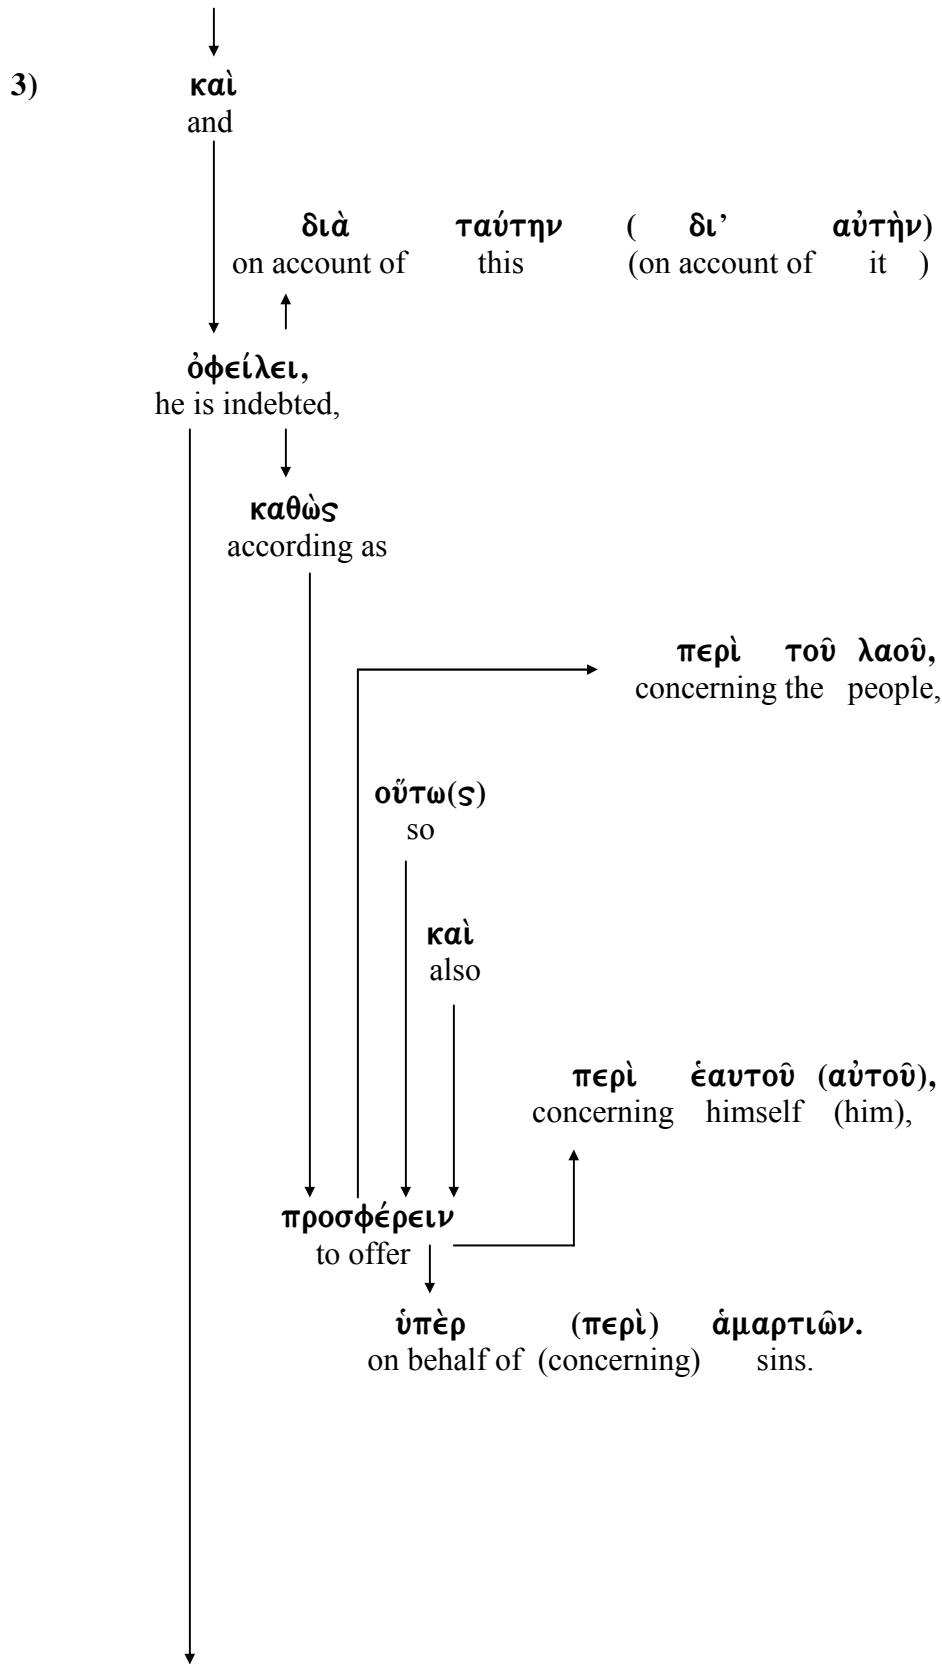 3) καὶ
and
διὰ ταύτην ( δι’ αὐτὴν)
on account of this (on account of it )
ὀφείλει,
he is indebted,
καθὼς
according as
περὶ τοῦ λαοῦ,
concerning the people,
οὕτω(ς)
so
καὶ
also
περὶ ἑαυτοῦ (αὐτοῦ),
concerning himself (him),
προσφέρειν
to offer
ὑπὲρ (περὶ) ἁμαρτιῶν.
on behalf of (concerning) sins.